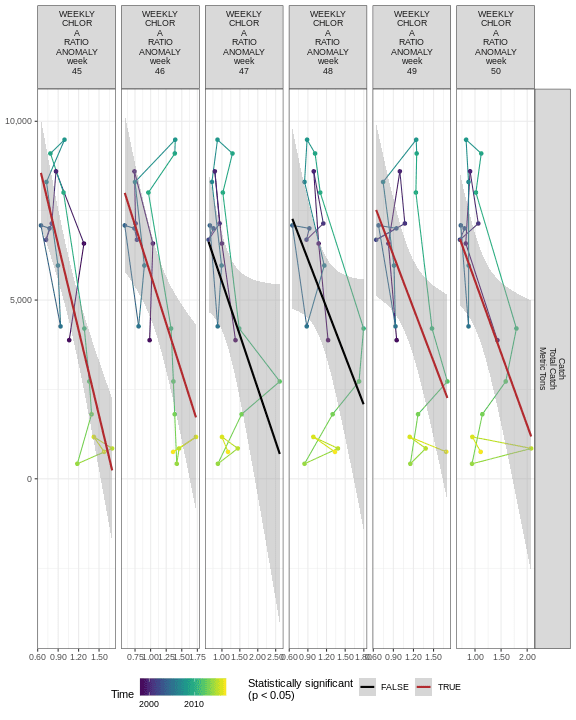 WEEKLY
CHLOR
A
RATIO
ANOMALY
week
45
WEEKLY
CHLOR
A
RATIO
ANOMALY
week
46
WEEKLY
CHLOR
A
RATIO
ANOMALY
week
47
WEEKLY
CHLOR
A
RATIO
ANOMALY
week
48
WEEKLY
CHLOR
A
RATIO
ANOMALY
week
49
WEEKLY
CHLOR
A
RATIO
ANOMALY
week
50
10,000
5,000
0
Catch
Total Catch
Metric Tons
0.60 0.90 1.20 1.50
0.75 1.00 1.25 1.50 1.75
1.00 1.50 2.00 2.50
0.60 0.90 1.20 1.50 1.80
0.60 0.90 1.20 1.50
1.00 1.50 2.00
Time
2000 2010
Statistically significant
(p < 0.05)
FALSE
TRUE